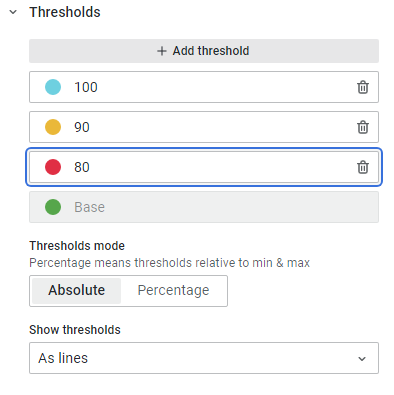 Thresholds
+ Add threshold
100
90
80
Base
Thresholds mode
Percentage means thresholds relative to min & max
Absolute Percentage
Show thresholds
As lines